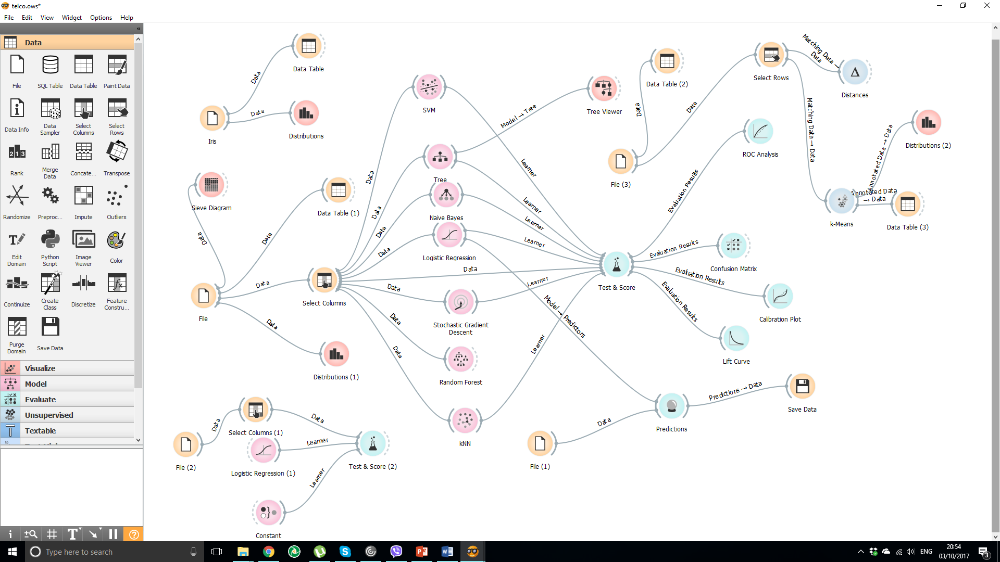 telco.ows*
File Edit View Widget Options Help
«
Data
File SQL Table Data Table Paint Data
Data Info Data Sampler Select Columns Select Rows
Rank Merge Data Concate... Transpose
Randomize Preproc... Impute Outliers
Edit Domain Python Script Image Viewer Color
Continuize Create Class Discretize Feature Constru...
Purge Domain Save Data
Visualize
Model
Evaluate
Unsupervised
Textable
Data Table
Data
Data
Iris
Distributions
Sieve Diagram
Data
Data
Data Table (1)
Data
File
Select Columns
Data
Distributions (1)
SVM
Data
Tree
Data
Naive Bayes
Data
Logistic Regression
Data
Data
Data
Stochastic Gradient
Descent
Data
Random Forest
Data
kNN
Model → Tree
Tree Viewer
Learner
Learner
Learner
Learner
Learner
Learner
Model → Predictors
Test & Score
Data Table (2)
Data
Data
File (3)
Select Rows
Matching Data →
Data
Distances
Matching Data → Data
ROC Analysis
Evaluation Results
Annotated Data → Data
Distributions (2)
Annotated Data
→ Data
k-Means
Data Table (3)
Evaluation Results
Confusion Matrix
Evaluation Results
Calibration Plot
Evaluation Results
Lift Curve
Predictions → Data
Save Data
Predictions
Data
File (1)
Data
Select Columns (1)
Data
File (2)
Learner
Logistic Regression (1)
Test & Score (2)
Learner
Constant
Type here to search
ENG
20:54
03/10/2017
3